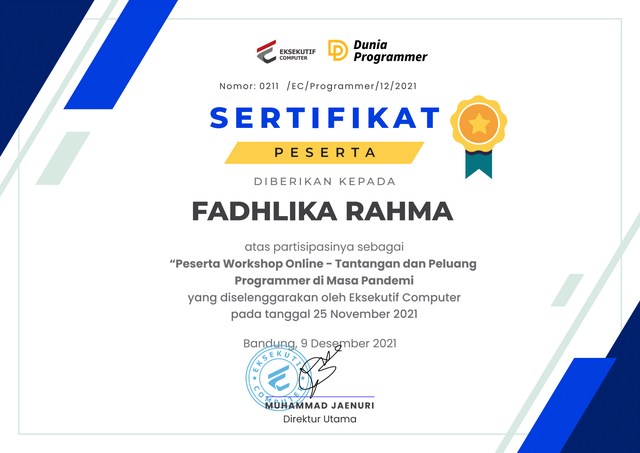 EKSEKUTIF
COMPUTER
Dunia
Programmer
Nomor: 0211 /EC/Programmer/12/2021
SERTIFIKAT
PESERTA
DIBERIKAN KEPADA
FADHLIKA RAHMA
atas partisipasinya sebagai
“Peserta Workshop Online - Tantangan dan Peluang
Programmer di Masa Pandemi
yang diselenggarakan oleh Eksekutif Computer
pada tanggal 25 November 2021
Bandung, 9 Desember 2021
EKSEKUTIF
COMPUTER
MUHAMMAD JAENURI
Direktur Utama